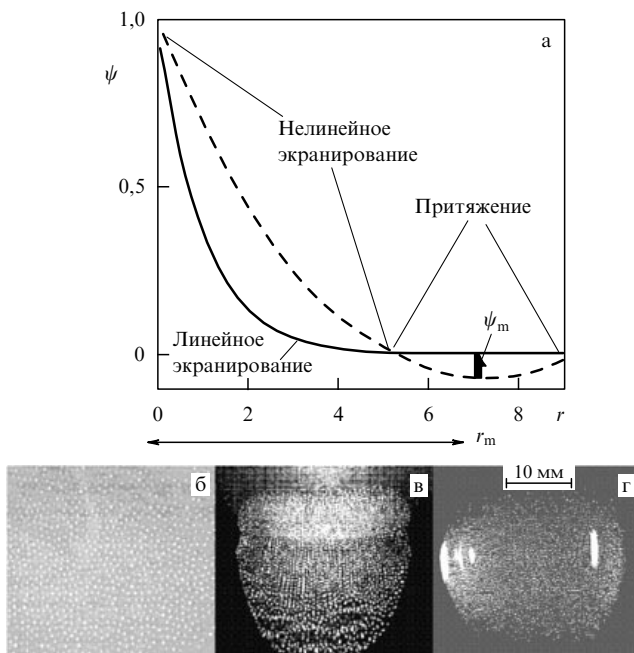 1,0
а
ψ
Нелинейное
экранирование
0,5
Притяжение
ψm
0
Линейное
экранирование
0 2 4 6 8 r
rm
б в г
10 мм